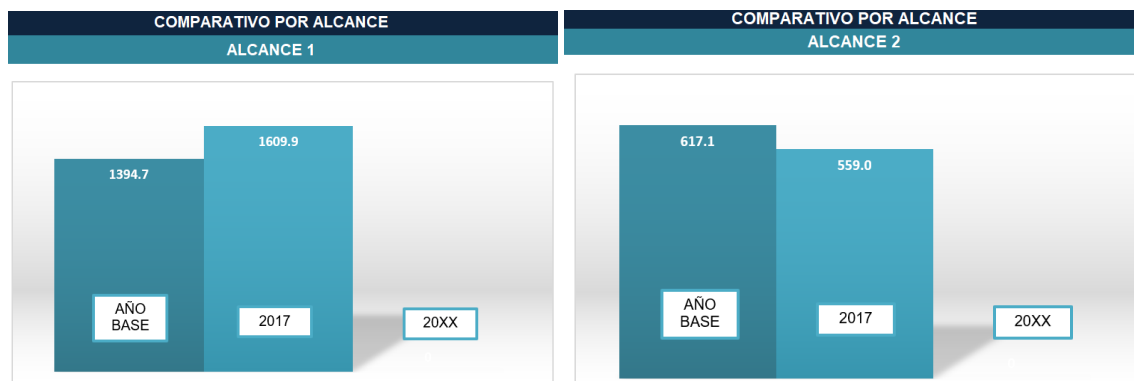 COMPARATIVO POR ALCANCE
ALCANCE 1
1394.7
1609.9
AÑO
BASE
2017
20XX
0
COMPARATIVO POR ALCANCE
ALCANCE 2
617.1
559.0
AÑO
BASE
2017
20XX
0